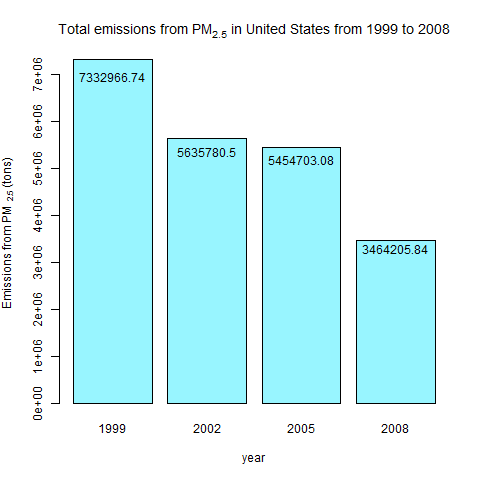 Total emissions from PM2.5 in United States from 1999 to 2008
Emissions from PM 2.5 (tons)
7e+06
6e+06
5e+06
4e+06
3e+06
2e+06
1e+06
0e+00
7332966.74
5635780.5
5454703.08
3464205.84
1999 2002 2005 2008
year